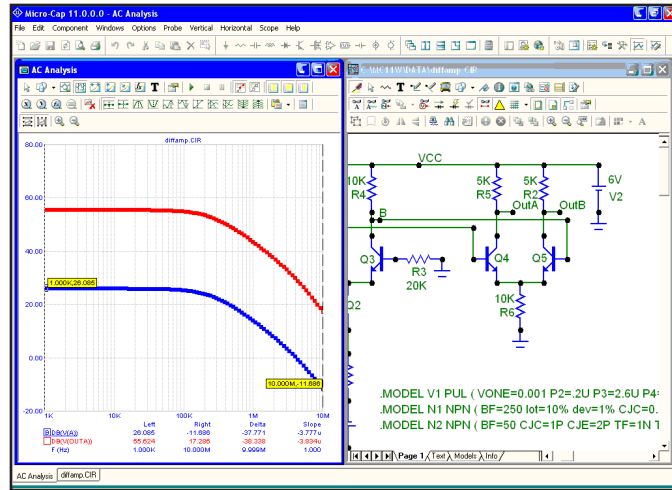 Micro-Cap 11.0.0.0 - AC Analysis
File Edit Component Windows Options Probe Vertical Horizontal Scope Help
AC Analysis
C:\MC11W\DATA\diffamp.CIR
diffamp.CIR
80.00
60.00
40.00
20.00
0.00
-20.00
1.000K,26.085
10.000M,-11.686
1K 10K 100K 1M 10M
Left Right Delta Slope
DB(V(A)) 26.085 -11.686 -37.771 -3.777u
DB(V(OUTA)) 55.624 17.286 -38.338 -3.834u
F (Hz) 1.000K 10.000M 9.999M 1.000
VCC
10K
R4
5K
R5
5K
R2
6V
V2
OutA
OutB
B
Q3
R3
20K
Q4
Q5
Q2
10K
R6
.MODEL V1 PUL ( VONE=0.001 P2=.2U P3=2.6U P4=
.MODEL N1 NPN ( BF=250 lot=10% dev=1% CJC=0.
.MODEL N2 NPN ( BF=50 CJC=1P CJE=2P TF=1N T
Page 1 Text Models Info
AC Analysis diffamp.CIR